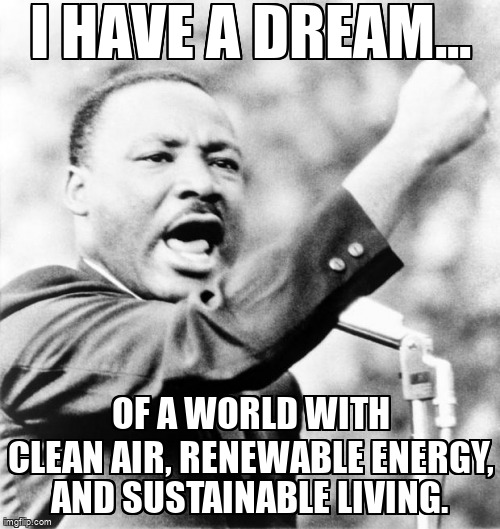 I HAVE A DREAM...
OF A WORLD WITH
CLEAN AIR, RENEWABLE ENERGY,
AND SUSTAINABLE LIVING.
imgflip.com